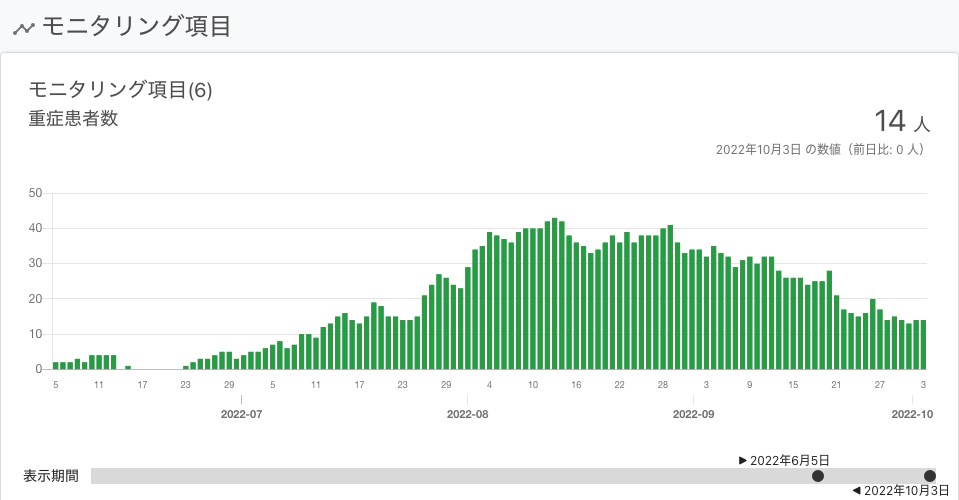 モニタリング項目
モニタリング項目(6)
重症患者数
14 人
2022年10月3日 の数値（前日比: 0 人）
50
40
30
20
10
0
5 11 17 23 29 5 11 17 23 29 4 10 16 22 28 3 9 15 21 27 3
2022-07 2022-08 2022-09 2022-10
表示期間
►2022年6月5日
◄2022年10月3日